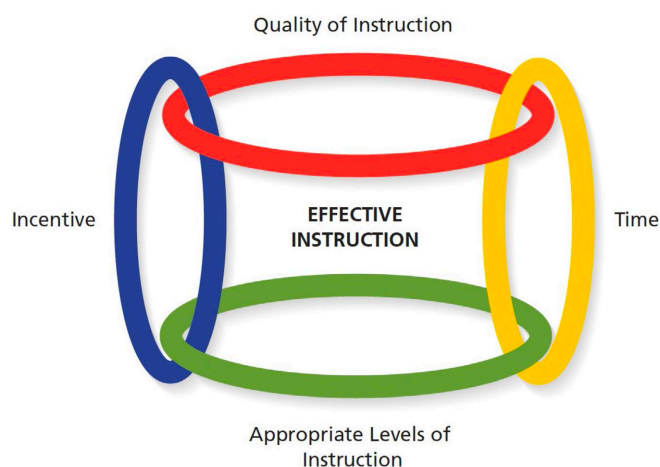 Quality of Instruction
Incentive
EFFECTIVE
INSTRUCTION
Time
Appropriate Levels of
Instruction